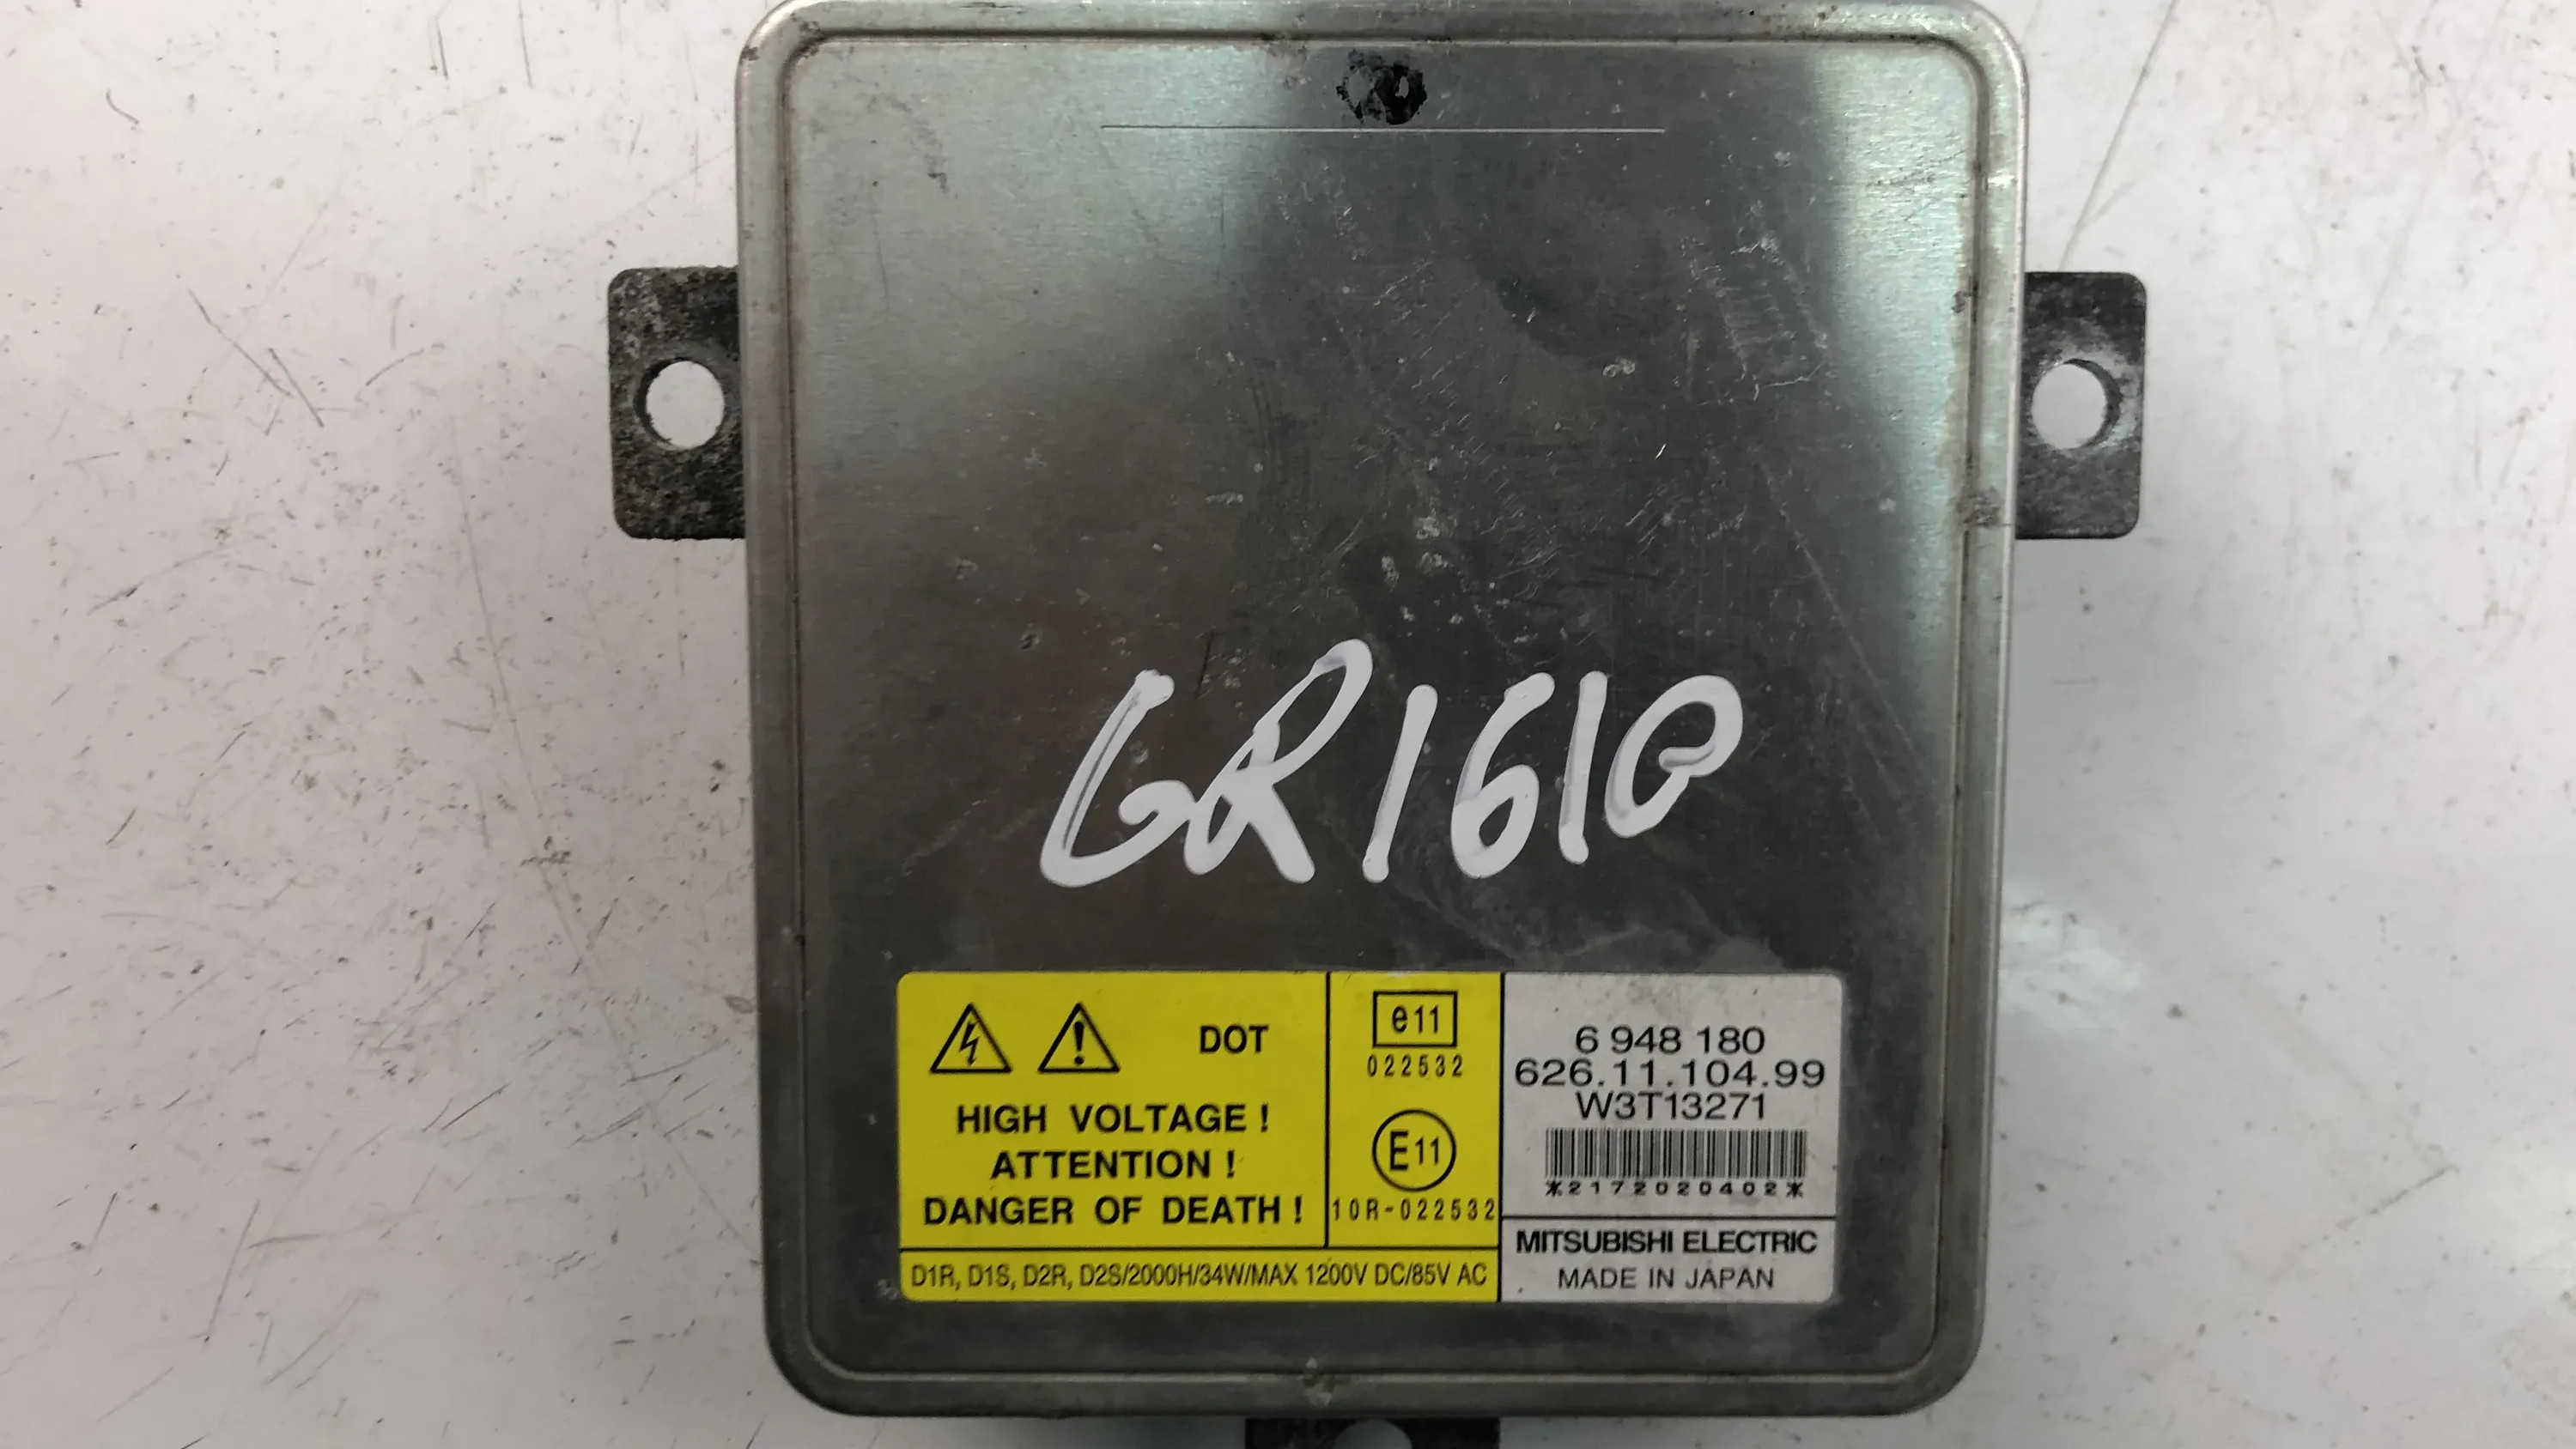 GR1610
DOT
HIGH VOLTAGE !
ATTENTION !
DANGER OF DEATH !
e11
022532
E11
10R-022532
D1R, D1S, D2R, D2S/2000H/34W/MAX 1200V DC/85V AC
6 948 180
626.11.104.99
W3T13271
*2172020402*
MITSUBISHI ELECTRIC
MADE IN JAPAN